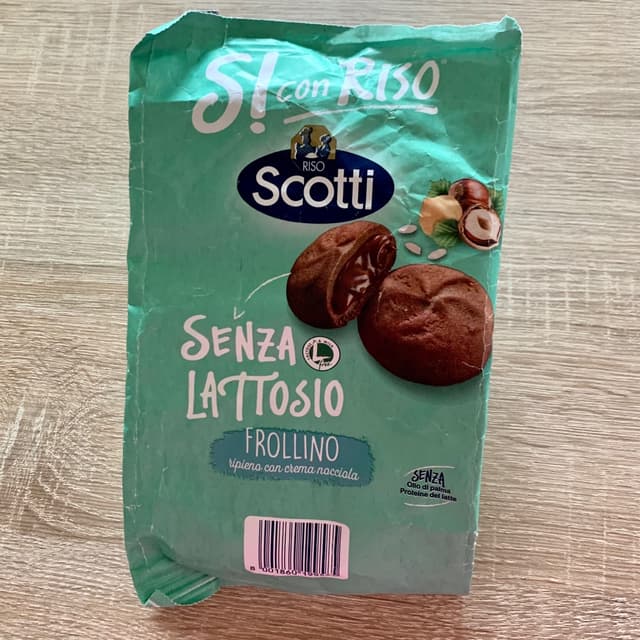 Sì con RISO
RISO
Scotti
SENZA
LATTOSIO
FROLLINO
ripieno con crema nocciola
SENZA
Olio di palma
Proteine del latte